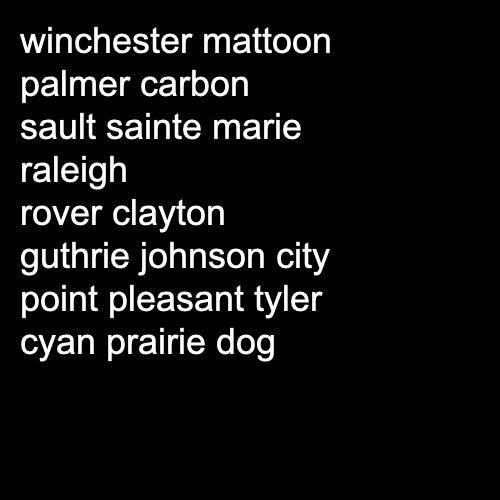 winchester mattoon
palmer carbon
sault sainte marie
raleigh
rover clayton
guthrie johnson city
point pleasant tyler
cyan prairie dog